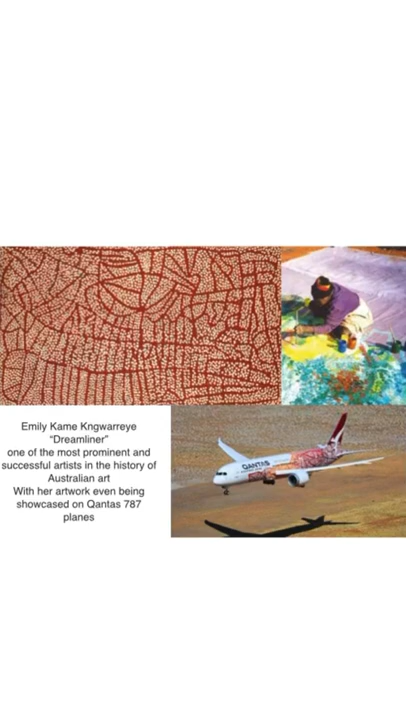 Emily Kame Kngwarreye
“Dreamliner”
one of the most prominent and
successful artists in the history of
Australian art
With her artwork even being
showcased on Qantas 787
planes
QANTAS